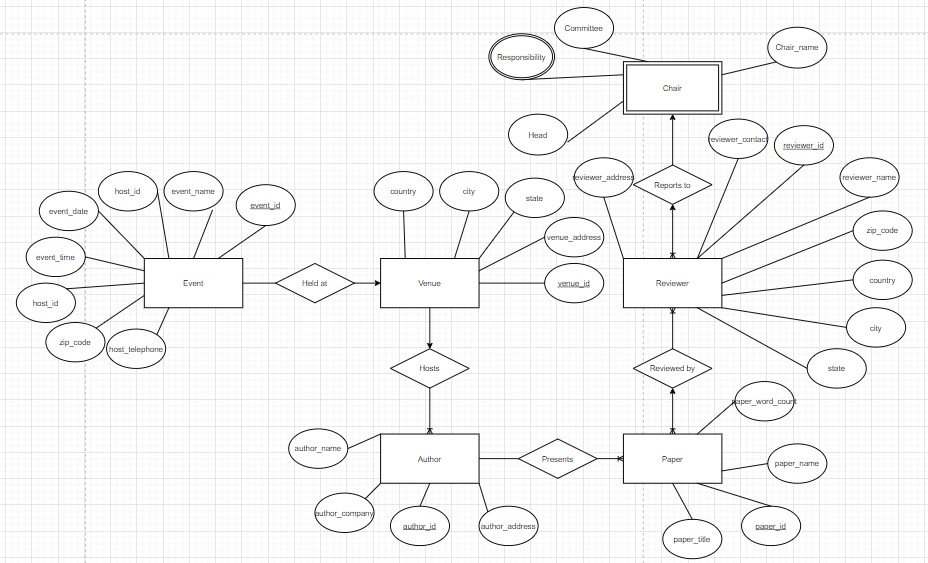 Committee
Responsibility
Chair_name
Chair
Head
reviewer_contact
reviewer_id
reviewer_address
Reports to
reviewer_name
host_id
event_name
event_id
event_date
country
city
state
zip_code
venue_address
event_time
Event
Held at
Venue
venue_id
Reviewer
country
host_id
city
zip_code
host_telephone
Hosts
Reviewed by
state
paper_word_count
author_name
Author
Presents
Paper
paper_name
author_company
author_id
author_address
paper_title
paper_id